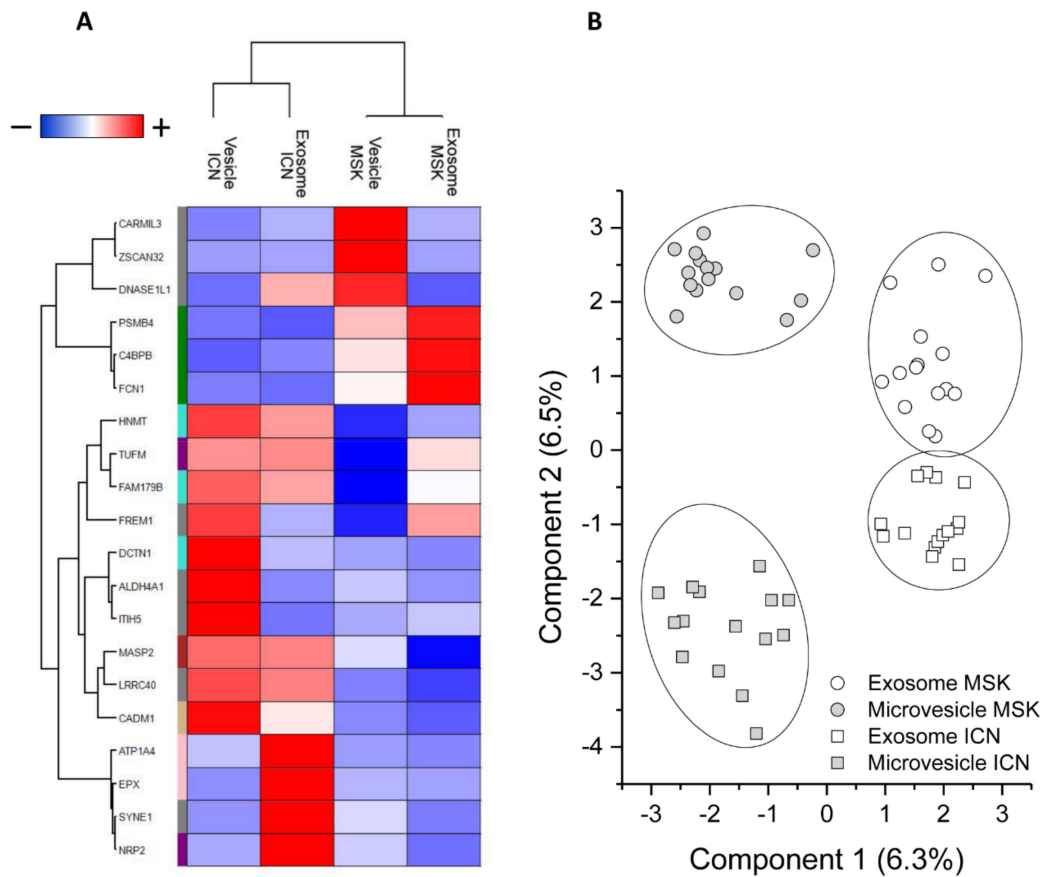 A
B
− +
Vesicle
ICN
Exosome
ICN
Vesicle
MSK
Exosome
MSK
CARMIL3
ZSCAN32
DNASE1L1
PSMB4
C4BPB
FCN1
HNMT
TUFM
FAM179B
FREM1
DCTN1
ALDH4A1
ITIH5
MASP2
LRRC40
CADM1
ATP1A4
EPX
SYNE1
NRP2
Component 2 (6.5%)
3
2
1
0
-1
-2
-3
-4
Exosome MSK
Microvesicle MSK
Exosome ICN
Microvesicle ICN
-3 -2 -1 0 1 2 3
Component 1 (6.3%)